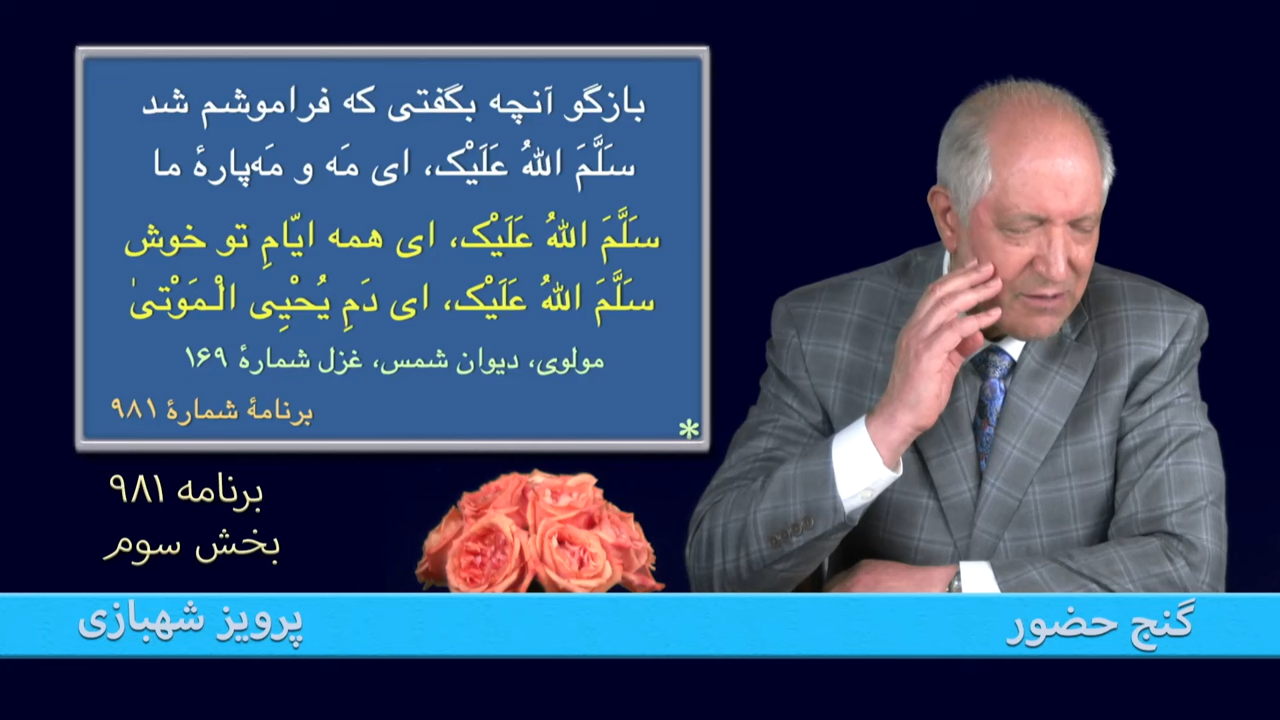 بازگو آنچه بگفتی که فراموشم شد
سَلَّمَ اللهُ عَلَیْک، ای مَه و مَه‌پارهٔ ما
سَلَّمَ اللهُ عَلَیْک، ای همه ایّامِ تو خوش
سَلَّمَ اللهُ عَلَیْک، ای دَمِ یُحْیِی الْمَوْتیٰ
مولوی، دیوان شمس، غزل شمارهٔ ۱۶۹
برنامهٔ شمارهٔ ۹۸۱
*
برنامه ۹۸۱
بخش سوم
گنج حضور
پرویز شهبازی